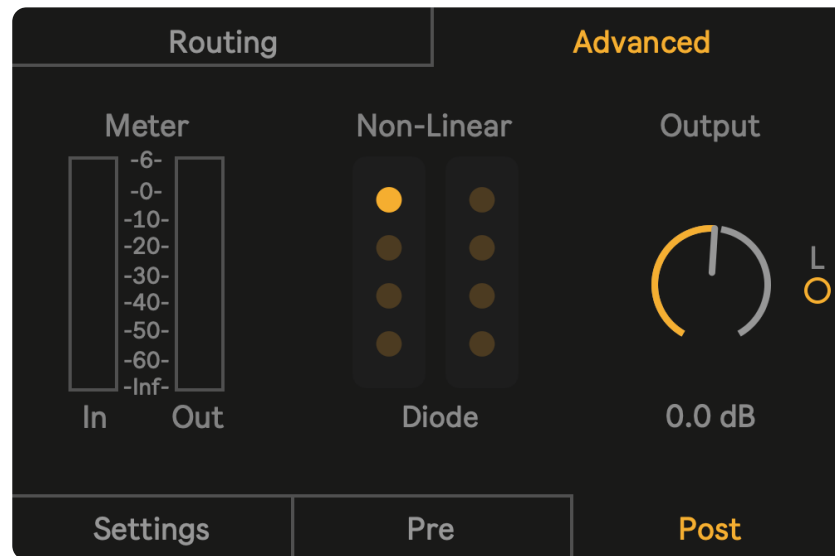 Routing
Advanced
Meter
Non-Linear
Output
-6-
-0-
-10-
-20-
-30-
-40-
-50-
-60-
-Inf-
L
In
Out
Diode
0.0 dB
Settings
Pre
Post